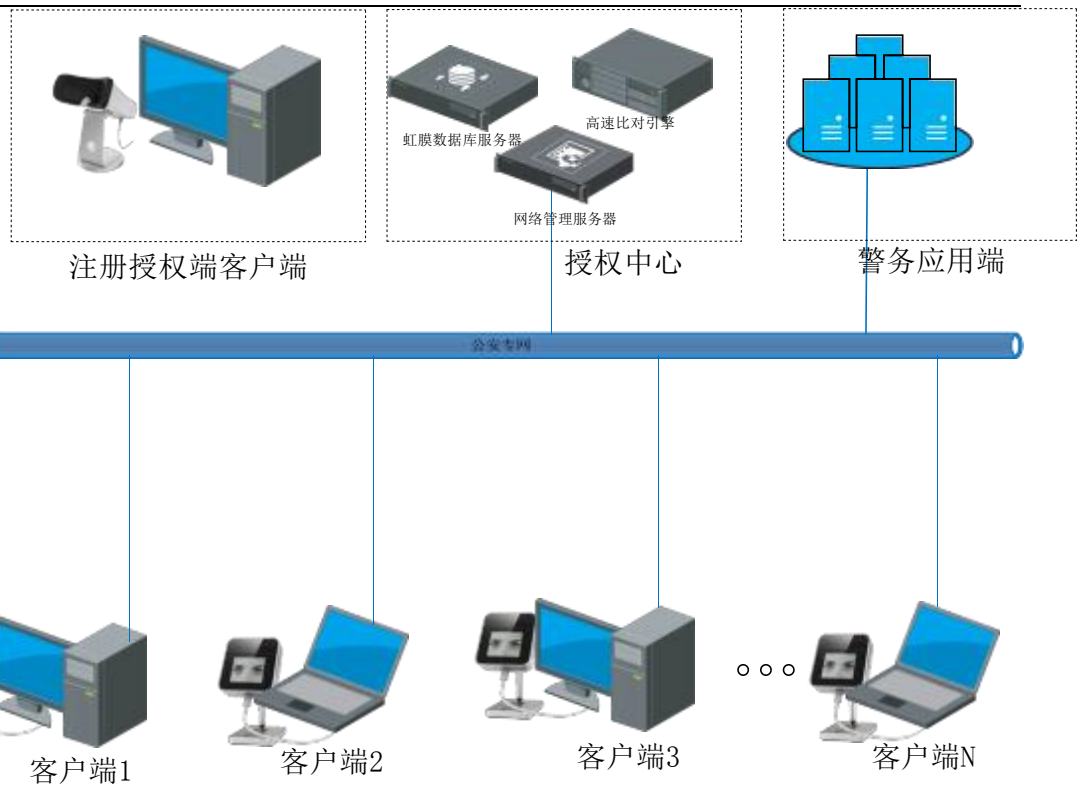 虹膜数据库服务器
高速比对引擎
网络管理服务器
注册授权端客户端
授权中心
警务应用端
公安专网
客户端1
客户端2
客户端3
。。。
客户端N